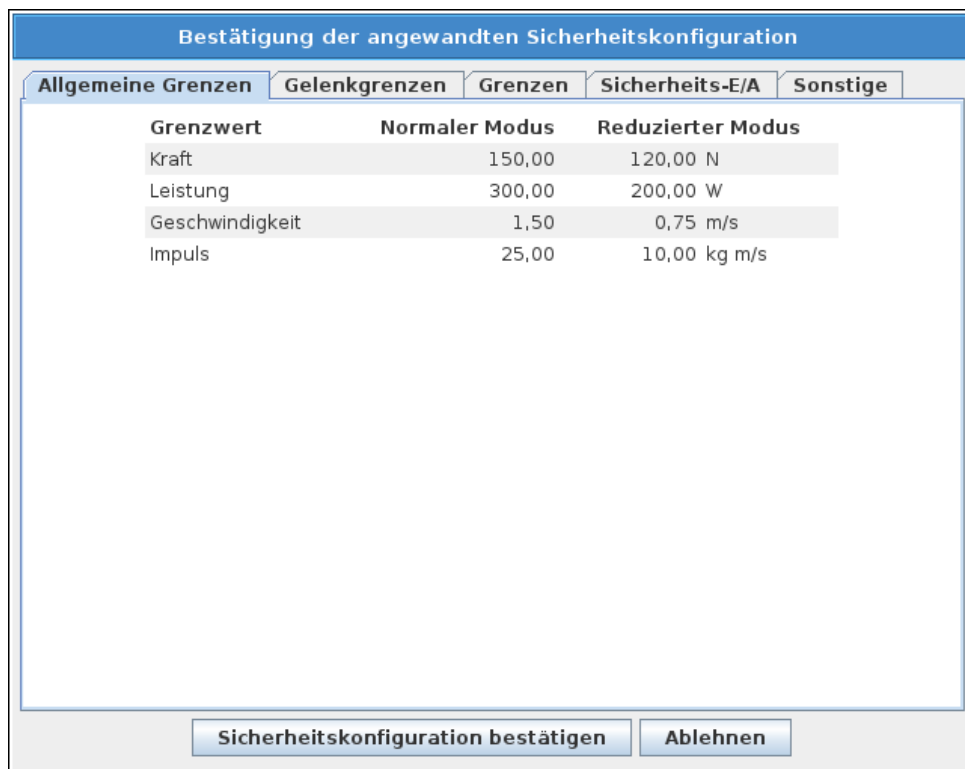 Bestätigung der angewandten Sicherheitskonfiguration
Allgemeine Grenzen Gelenkgrenzen Grenzen Sicherheits-E/A Sonstige
Grenzwert Normaler Modus Reduzierter Modus
Kraft 150,00 120,00 N
Leistung 300,00 200,00 W
Geschwindigkeit 1,50 0,75 m/s
Impuls 25,00 10,00 kg m/s
Sicherheitskonfiguration bestätigen Ablehnen